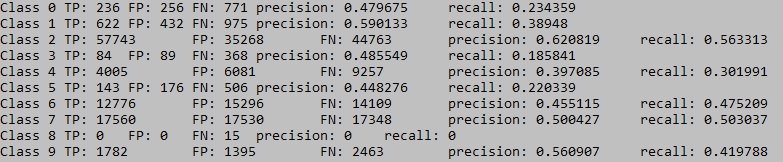 Class 0 TP: 236 FP: 256 FN: 771 precision: 0.479675 recall: 0.234359
Class 1 TP: 622 FP: 432 FN: 975 precision: 0.590133 recall: 0.38948
Class 2 TP: 57743 FP: 35268 FN: 44763 precision: 0.620819 recall: 0.563313
Class 3 TP: 84 FP: 89 FN: 368 precision: 0.485549 recall: 0.185841
Class 4 TP: 4005 FP: 6081 FN: 9257 precision: 0.397085 recall: 0.301991
Class 5 TP: 143 FP: 176 FN: 506 precision: 0.448276 recall: 0.220339
Class 6 TP: 12776 FP: 15296 FN: 14109 precision: 0.455115 recall: 0.475209
Class 7 TP: 17560 FP: 17530 FN: 17348 precision: 0.500427 recall: 0.503037
Class 8 TP: 0 FP: 0 FN: 15 precision: 0 recall: 0
Class 9 TP: 1782 FP: 1395 FN: 2463 precision: 0.560907 recall: 0.419788